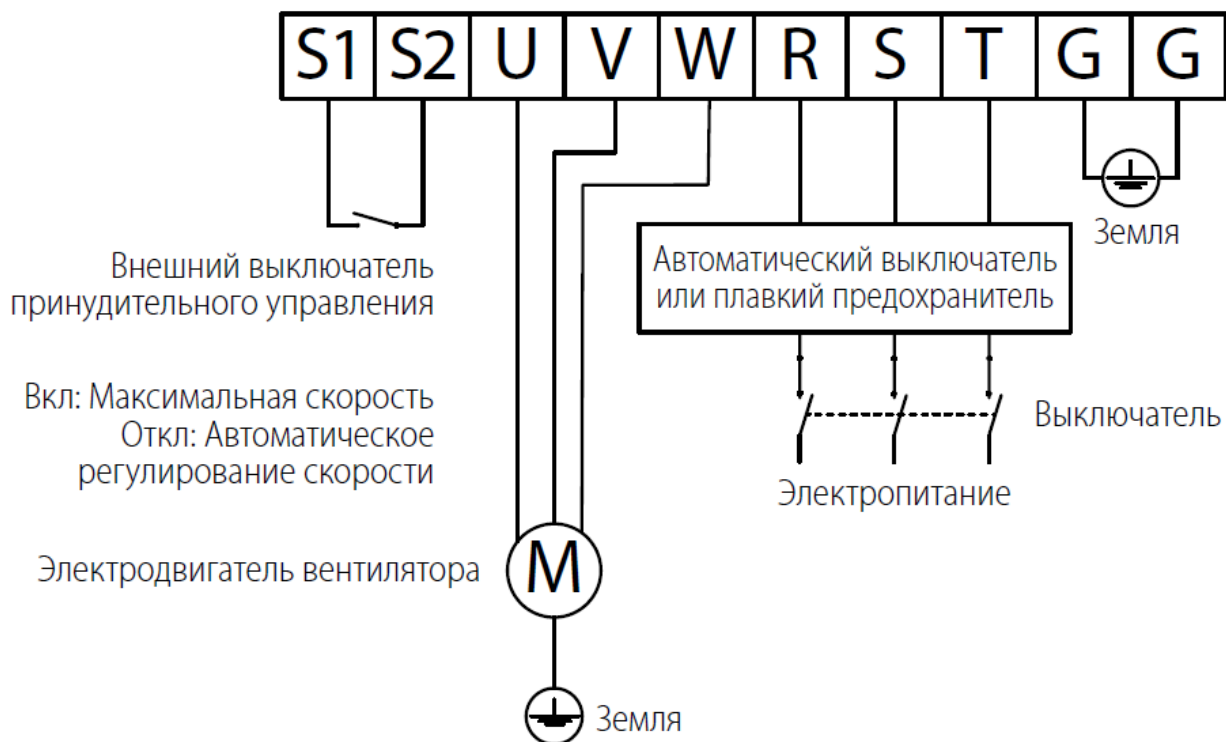 S1 S2 U V W R S T G G
Земля
Внешний выключатель
принудительного управления
Автоматический выключатель
или плавкий предохранитель
Вкл: Максимальная скорость
Откл: Автоматическое
регулирование скорости
Выключатель
Электропитание
Электродвигатель вентилятора
M
Земля